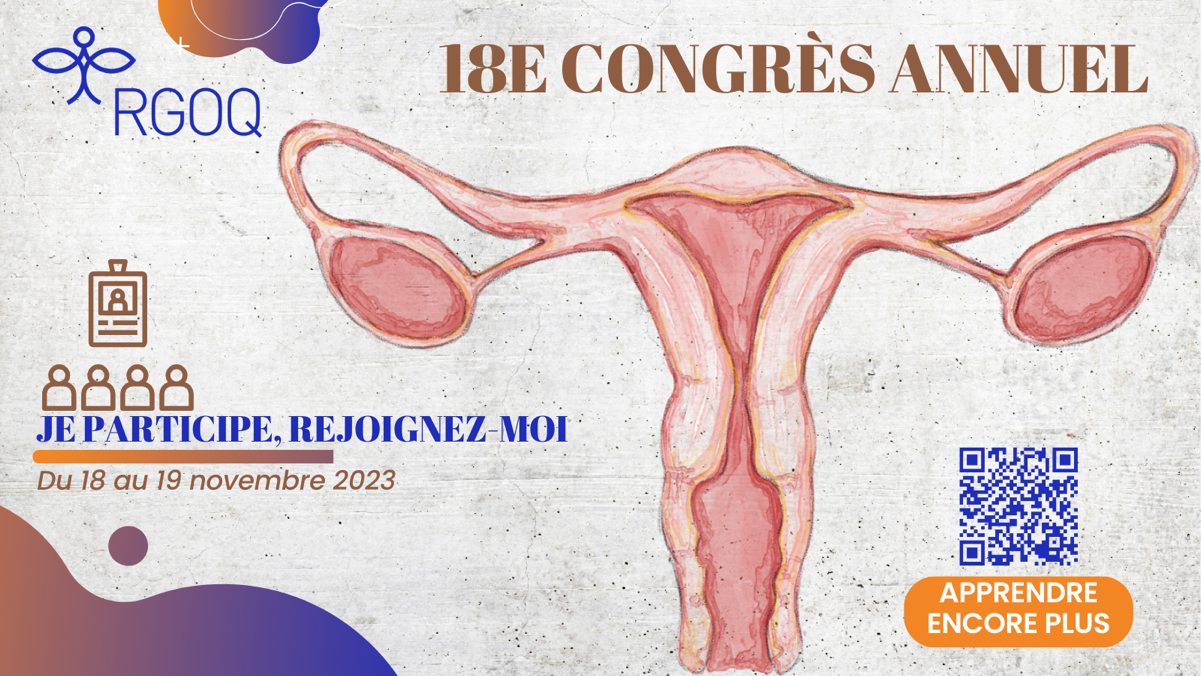 RGOQ
18E CONGRÈS ANNUEL
JE PARTICIPE, REJOIGNEZ-MOI
Du 18 au 19 novembre 2023
APPRENDRE
ENCORE PLUS